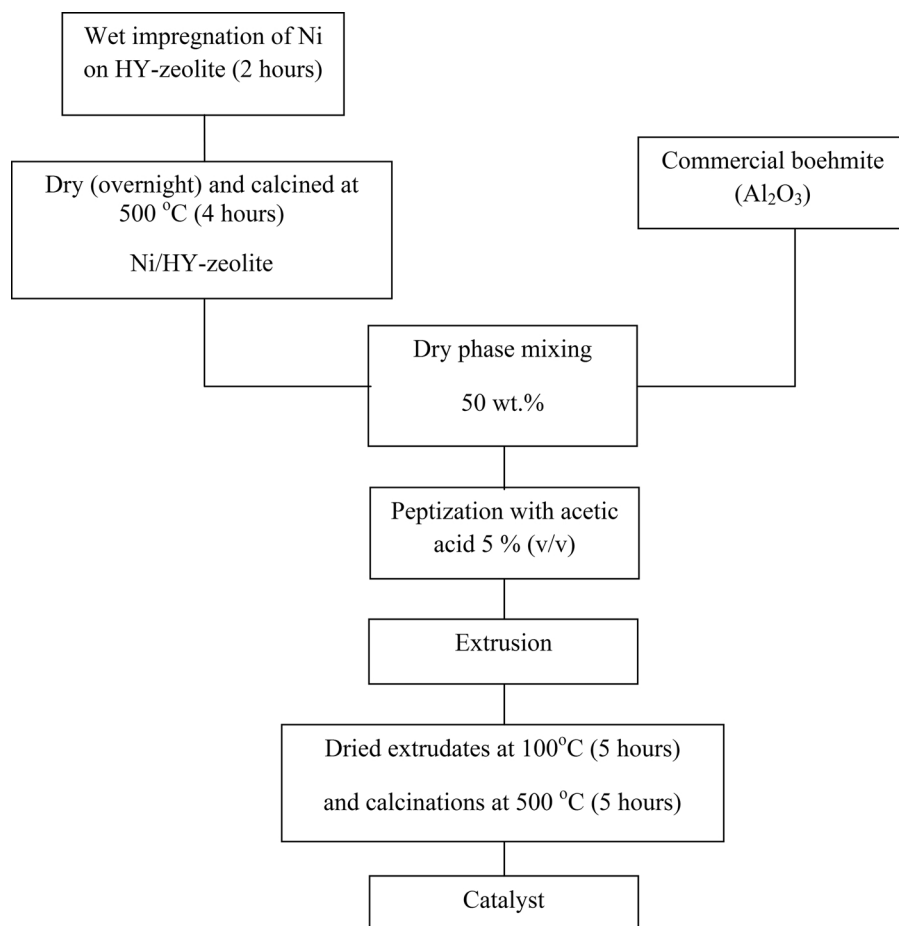 Wet impregnation of Ni
on HY-zeolite (2 hours)
Dry (overnight) and calcined at
500 °C (4 hours)
Ni/HY-zeolite
Commercial boehmite
(Al₂O₃)
Dry phase mixing
50 wt.%
Peptization with acetic
acid 5 % (v/v)
Extrusion
Dried extrudates at 100°C (5 hours)
and calcinations at 500 °C (5 hours)
Catalyst